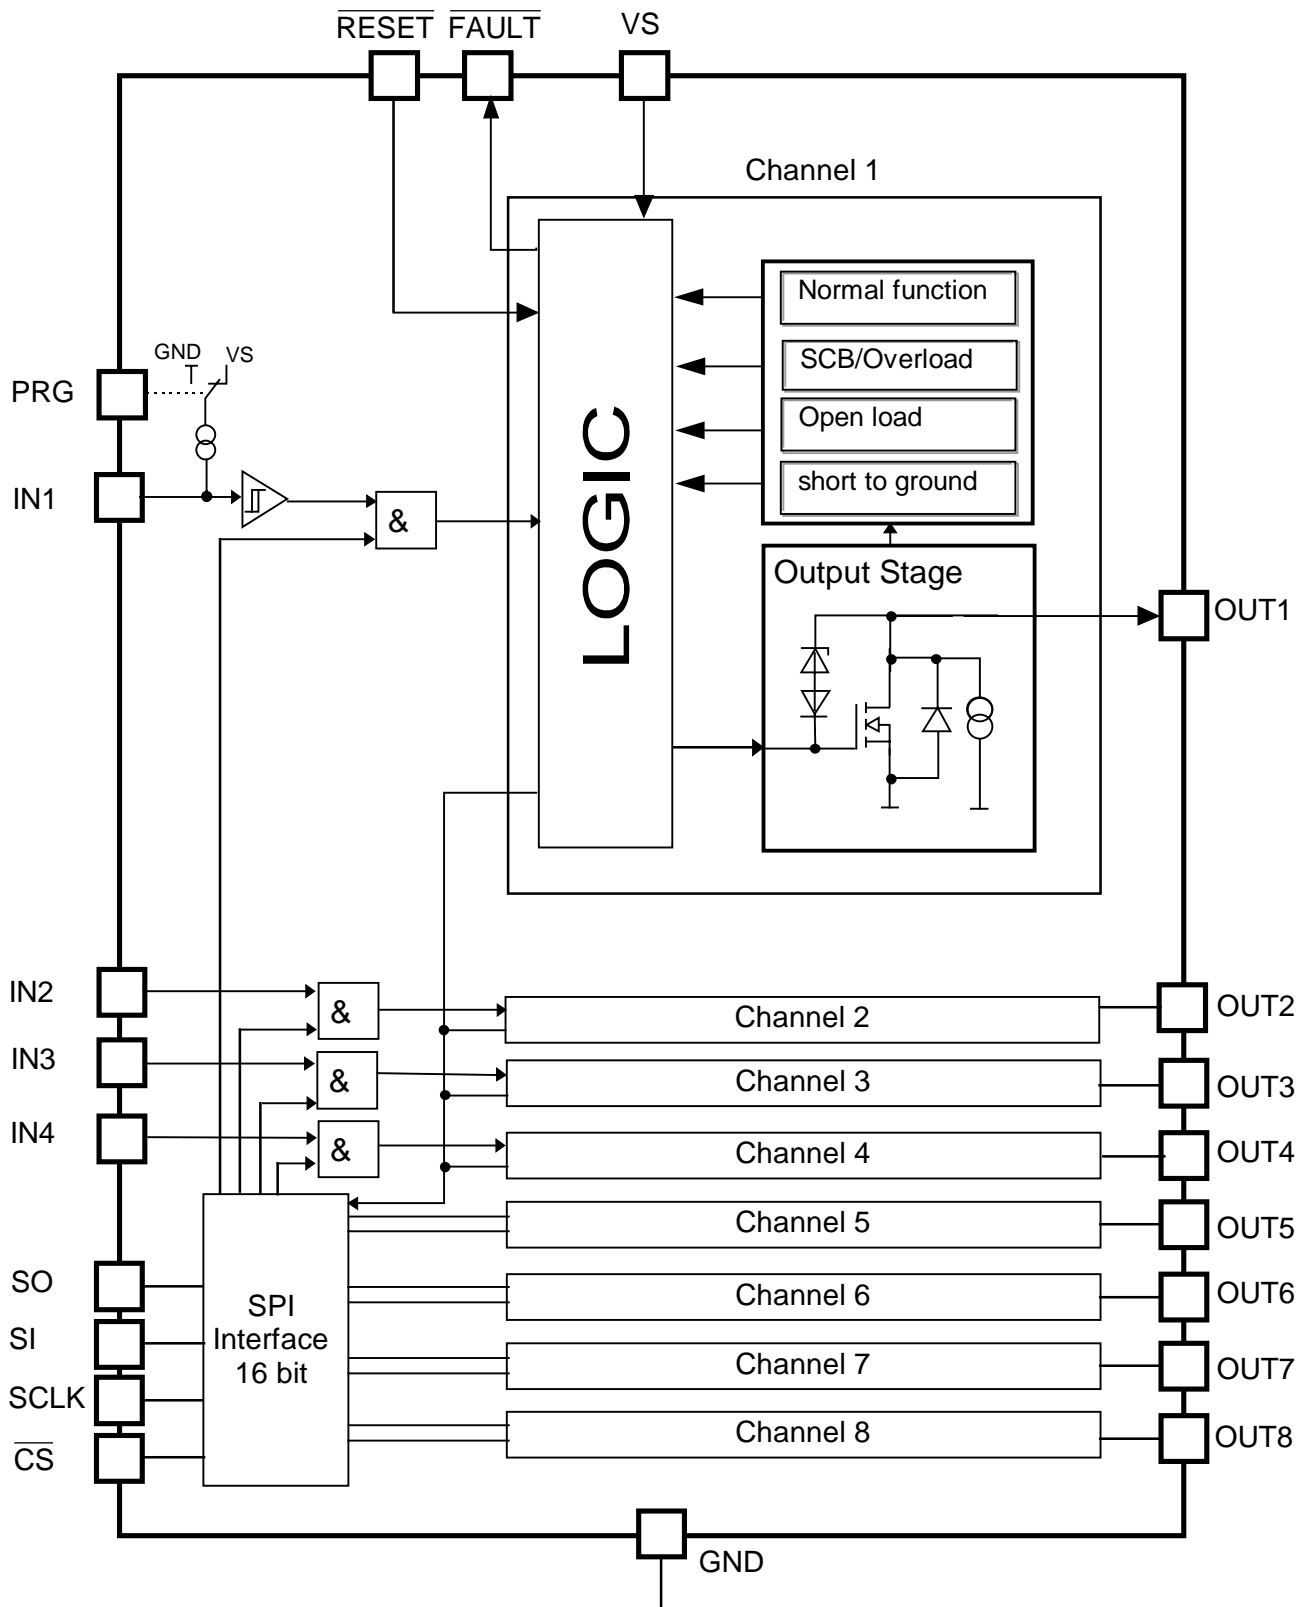 RESET FAULT VS
Channel 1
Normal function
GND VS
SCB/Overload
PRG
Open load
LOGIC
short to ground
IN1
&
Output Stage
OUT1
IN2
&
Channel 2
OUT2
IN3
&
Channel 3
OUT3
IN4
&
Channel 4
OUT4
Channel 5
OUT5
SO
Channel 6
OUT6
SPI
Interface
16 bit
SI
Channel 7
OUT7
SCLK
Channel 8
OUT8
CS
GND